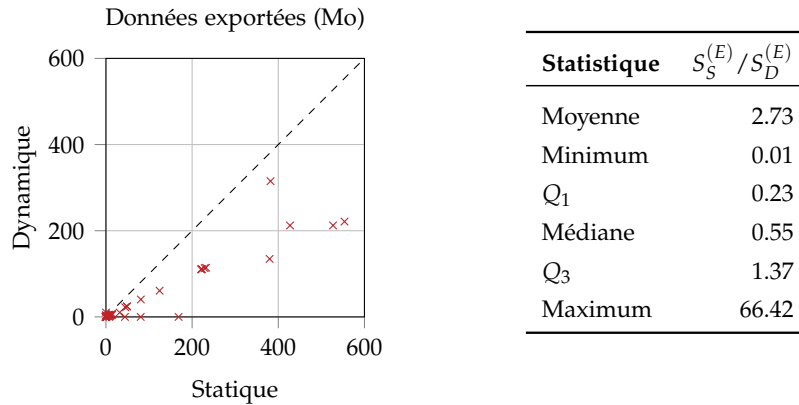 Données exportées (Mo)
600
400
200
0
0 200 400 600
Dynamique
Statique
Statistique S_S^(E)/S_D^(E)
Moyenne 2.73
Minimum 0.01
Q1 0.23
Médiane 0.55
Q3 1.37
Maximum 66.42